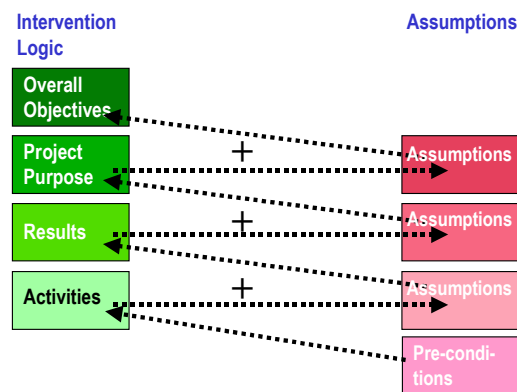 Intervention
Logic
Assumptions
Overall
Objectives
Project
Purpose
+
Assumptions
Results
+
Assumptions
Activities
+
Assumptions
Pre-condi-
tions